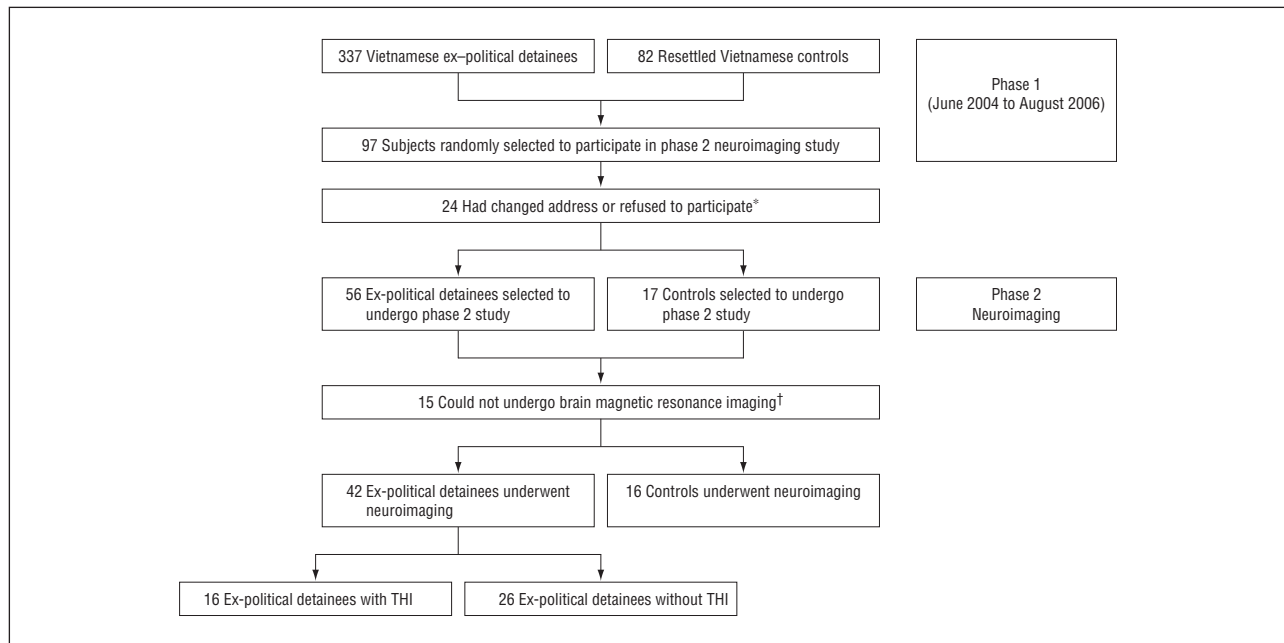 337 Vietnamese ex–political detainees
82 Resettled Vietnamese controls
Phase 1
(June 2004 to August 2006)
97 Subjects randomly selected to participate in phase 2 neuroimaging study
24 Had changed address or refused to participate*
56 Ex-political detainees selected to
undergo phase 2 study
17 Controls selected to undergo
phase 2 study
Phase 2
Neuroimaging
15 Could not undergo brain magnetic resonance imaging†
42 Ex-political detainees underwent
neuroimaging
16 Controls underwent neuroimaging
16 Ex-political detainees with THI
26 Ex-political detainees without THI